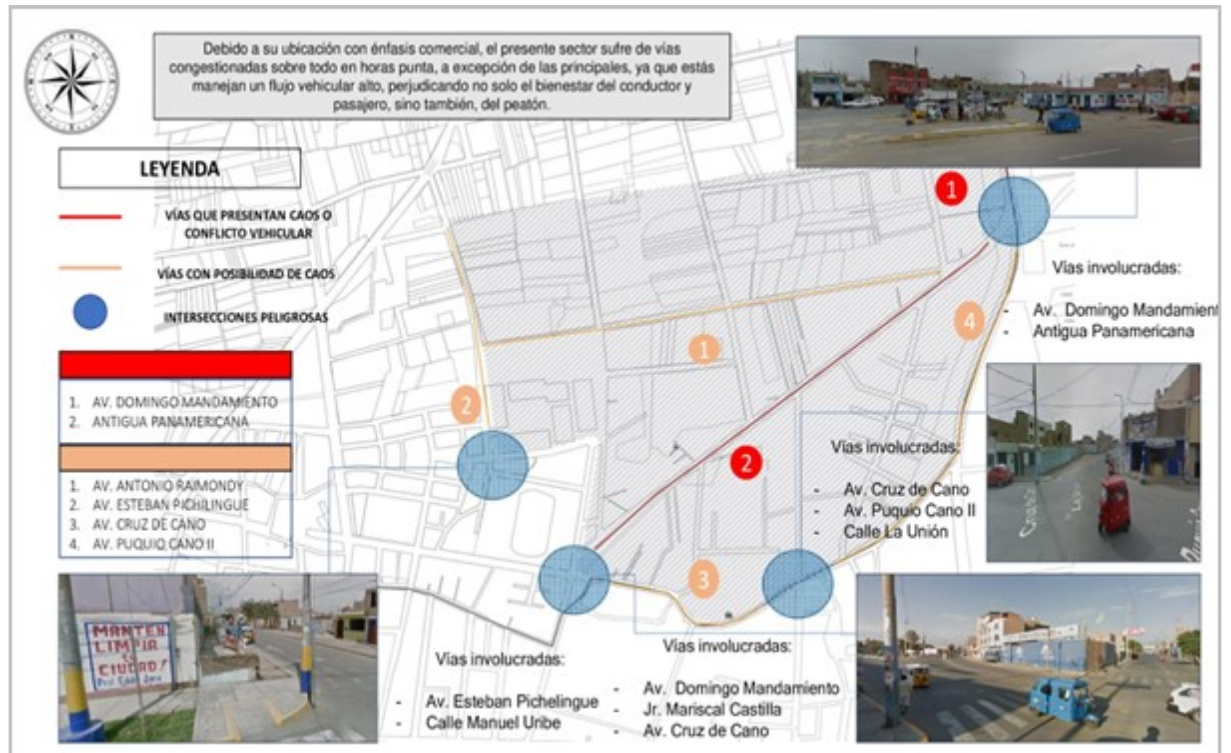 Debido a su ubicación con énfasis comercial, el presente sector sufre de vías
congestionadas sobre todo en horas punta, a excepción de las principales, ya que estás
manejan un flujo vehicular alto, perjudicando no solo el bienestar del conductor y
pasajero, sino también, del peatón.
LEYENDA
VÍAS QUE PRESENTAN CAOS O
CONFLICTO VEHICULAR
VÍAS CON POSIBILIDAD DE CAOS
INTERSECCIONES PELIGROSAS
1. AV. DOMINGO MANDAMIENTO
2. ANTIGUA PANAMERICANA
1. AV. ANTONIO RAIMONDY
2. AV. ESTEBAN PICHILINGUE
3. AV. CRUZ DE CANO
4. AV. PUQUIO CANO II
1
Vías involucradas:
- Av. Domingo Mandamient
- Antigua Panamericana
4
1
2
2
Vías involucradas:
- Av. Cruz de Cano
- Av. Puquio Cano II
- Calle La Unión
3
MANTEN
LIMPIA
CIUDAD!
Vías involucradas:
- Av. Esteban Pichelingue
- Calle Manuel Uribe
Vías involucradas:
- Av. Domingo Mandamiento
- Jr. Mariscal Castilla
- Av. Cruz de Cano